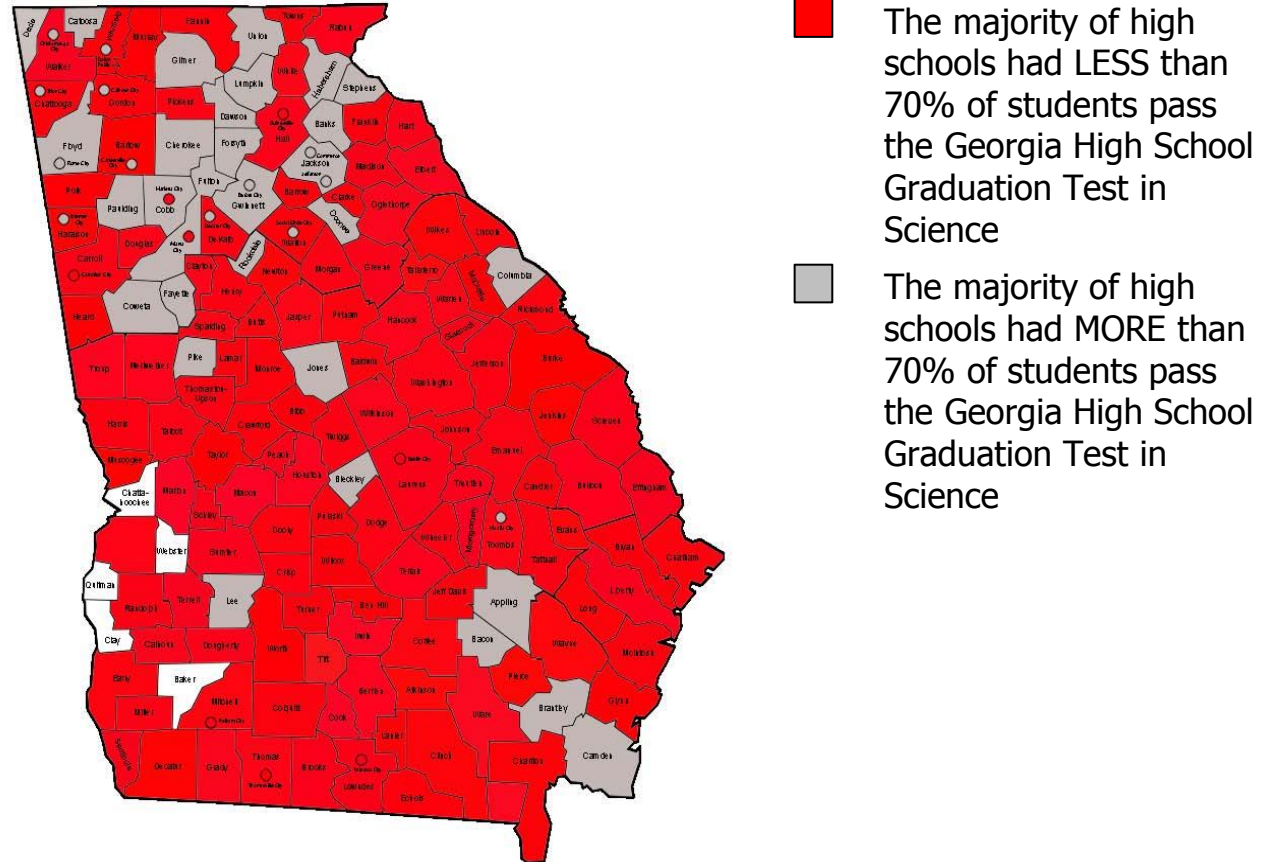 The majority of high
schools had LESS than
70% of students pass
the Georgia High School
Graduation Test in
Science
The majority of high
schools had MORE than
70% of students pass
the Georgia High School
Graduation Test in
Science
Dade
Catoosa
Fannin
Union
Towns
Rabun
Walker
Murray
Gilmer
White
Lumpkin
Habersham
Stephens
Chattooga
Gordon
Pickens
Dawson
Banks
Franklin
Hart
Floyd
Rome City
Bartow
Cherokee
Forsyth
Hall
Jackson
Madison
Elbert
Polk
Paulding
Cobb
Fulton
Gwinnett
Barrow
Clarke
Oconee
Oglethorpe
Wilkes
Lincoln
Haralson
Douglas
DeKalb
Rockdale
Walton
Carroll
Clayton
Newton
Morgan
Greene
Taliaferro
Columbia
Heard
Coweta
Fayette
Henry
Spalding
Butts
Jasper
Putnam
Hancock
Warren
Richmond
Troup
Meriwether
Pike
Lamar
Monroe
Jones
Baldwin
Washington
Jefferson
Burke
Harris
Talbot
Thomaston-
Upson
Crawford
Bibb
Twiggs
Wilkinson
Johnson
Jenkins
Screven
Muscogee
Taylor
Peach
Houston
Bleckley
Laurens
Treutlen
Emanuel
Candler
Bulloch
Effingham
Chatta-
hoochee
Marion
Macon
Schley
Dooly
Pulaski
Dodge
Wheeler
Montgomery
Toombs
Tattnall
Evans
Bryan
Chatham
Webster
Sumter
Crisp
Wilcox
Telfair
Jeff Davis
Appling
Long
Liberty
Quitman
Randolph
Terrell
Lee
Turner
Ben Hill
Irwin
Coffee
Bacon
Wayne
McIntosh
Clay
Calhoun
Dougherty
Worth
Tift
Early
Baker
Mitchell
Miller
Colquitt
Cook
Berrien
Atkinson
Ware
Pierce
Brantley
Glynn
Seminole
Decatur
Grady
Thomas
Brooks
Lowndes
Lanier
Clinch
Echols
Charlton
Camden